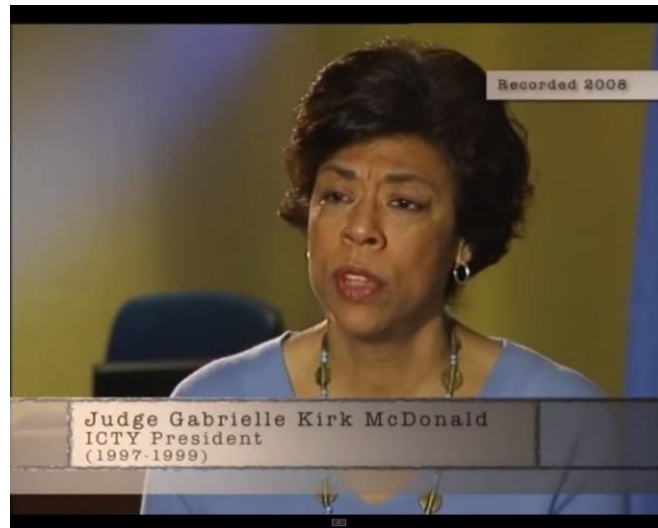 Recorded 2008
Judge Gabrielle Kirk McDonald
ICTY President
(1997-1999)